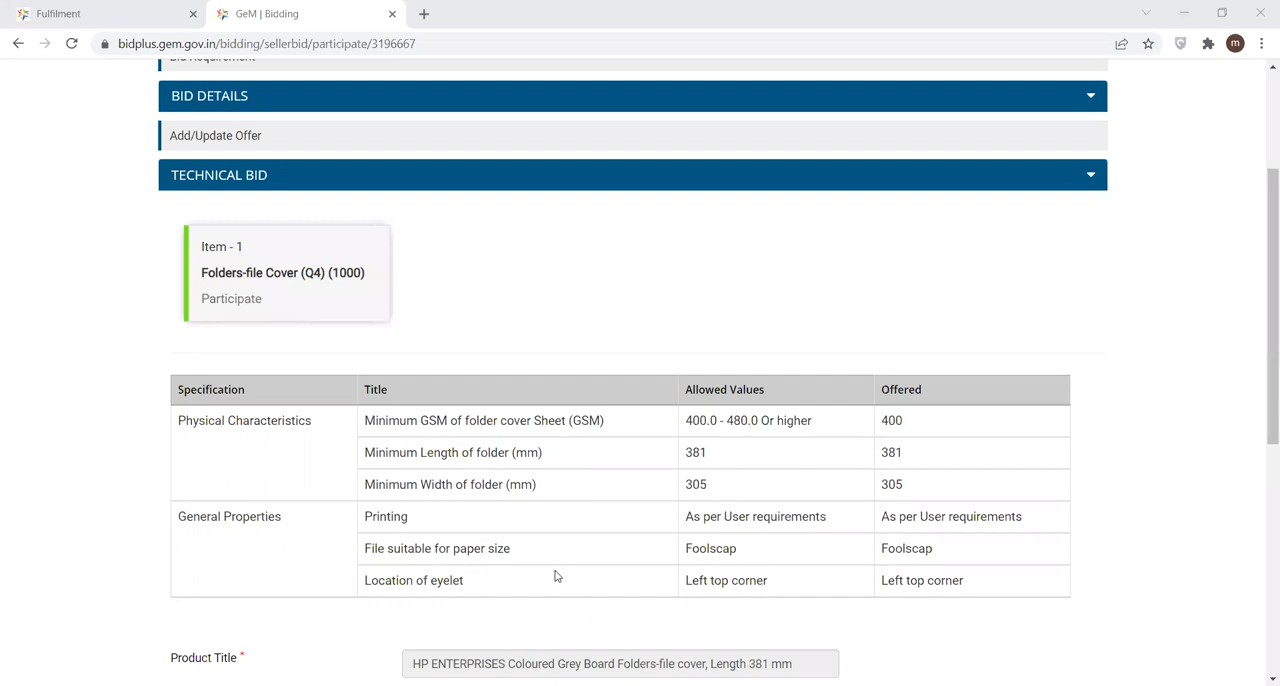 Fulfilment
GeM | Bidding
bidplus.gem.gov.in/bidding/sellerbid/participate/3196667
m
Bid Requirement
BID DETAILS
Add/Update Offer
TECHNICAL BID
Item - 1
Folders-file Cover (Q4) (1000)
Participate
Specification Title Allowed Values Offered
Physical Characteristics Minimum GSM of folder cover Sheet (GSM) 400.0 - 480.0 Or higher 400
Minimum Length of folder (mm) 381 381
Minimum Width of folder (mm) 305 305
General Properties Printing As per User requirements As per User requirements
File suitable for paper size Foolscap Foolscap
Location of eyelet Left top corner Left top corner
Product Title *
HP ENTERPRISES Coloured Grey Board Folders-file cover, Length 381 mm